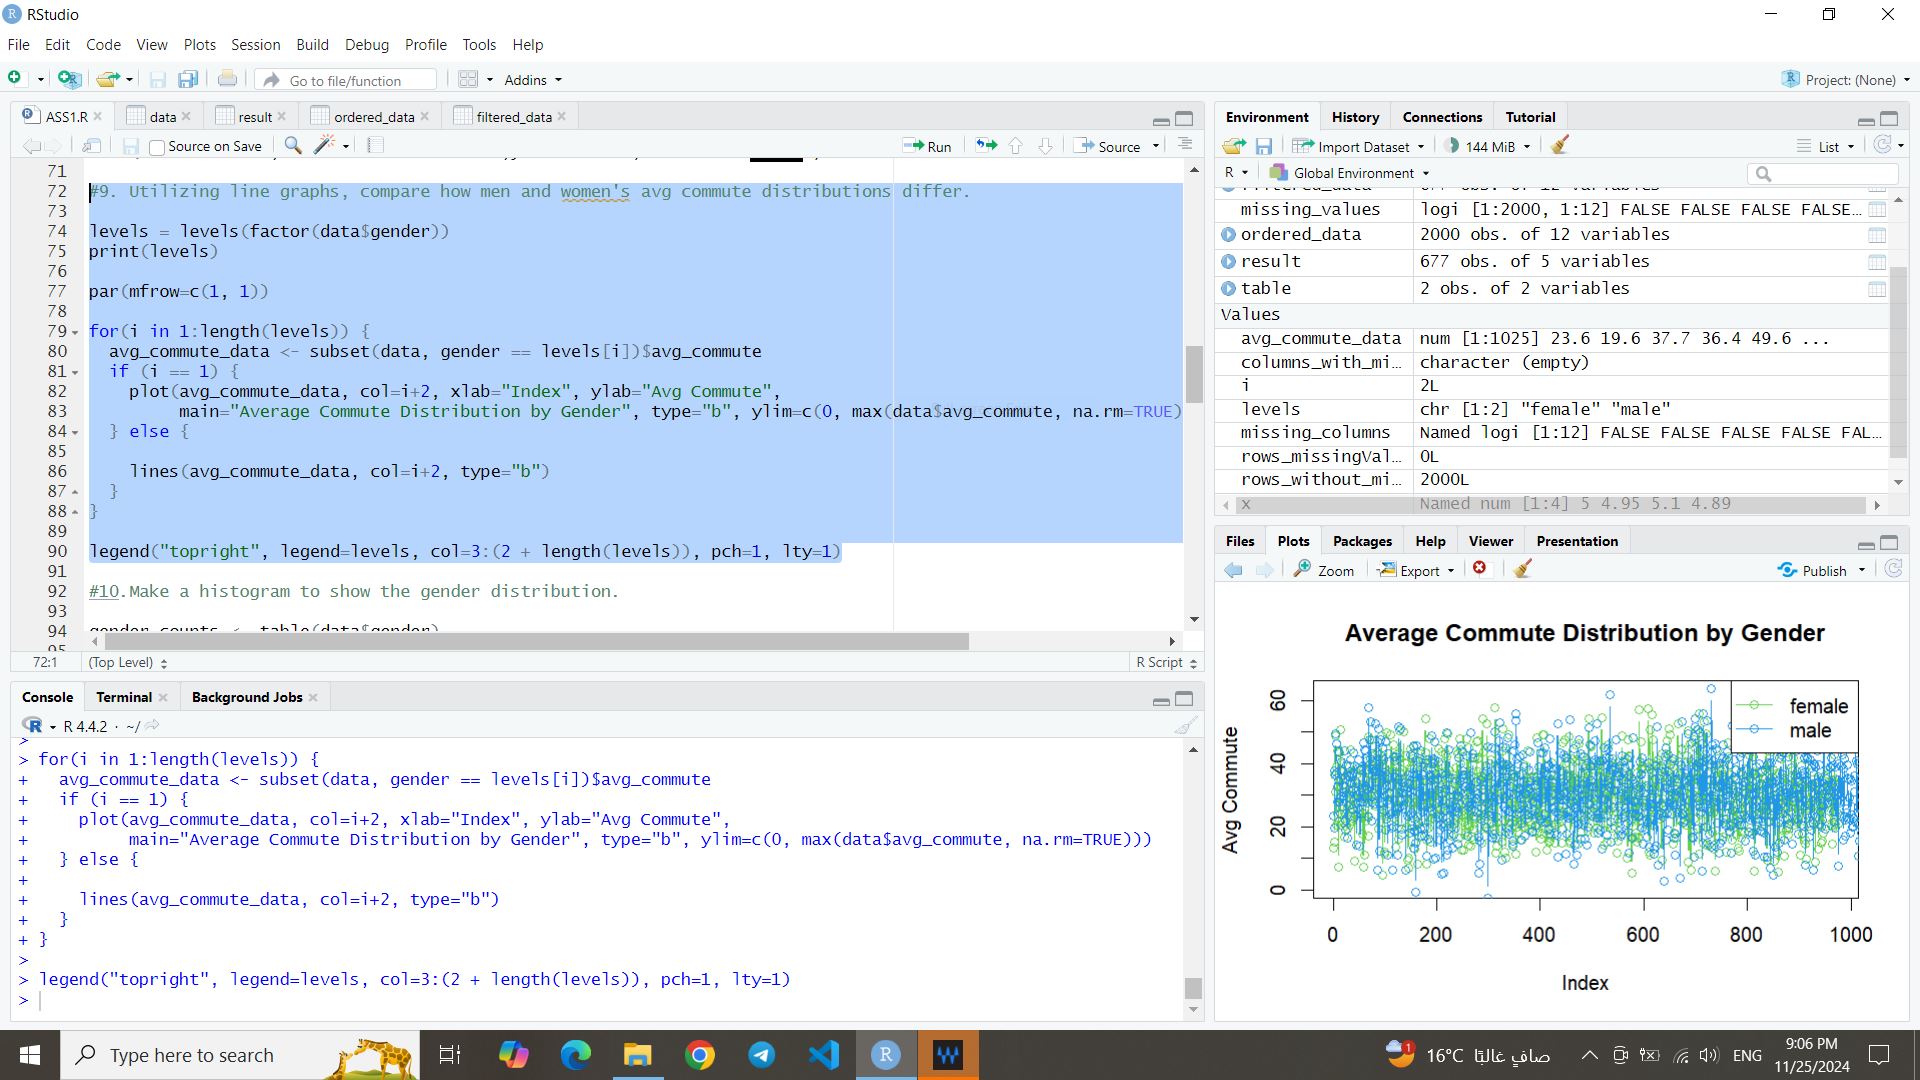 RStudio
File Edit Code View Plots Session Build Debug Profile Tools Help
Go to file/function Addins Project: (None)
ASS1.R data result ordered_data filtered_data
Source on Save Run Source
71
72 #9. Utilizing line graphs, compare how men and women's avg commute distributions differ.
73
74 levels = levels(factor(data$gender))
75 print(levels)
76
77 par(mfrow=c(1, 1))
78
79 for(i in 1:length(levels)) {
80 avg_commute_data <- subset(data, gender == levels[i])$avg_commute
81 if (i == 1) {
82 plot(avg_commute_data, col=i+2, xlab="Index", ylab="Avg Commute",
83 main="Average Commute Distribution by Gender", type="b", ylim=c(0, max(data$avg_commute, na.rm=TRUE)
84 } else {
85
86 lines(avg_commute_data, col=i+2, type="b")
87 }
88 }
89
90 legend("topright", legend=levels, col=3:(2 + length(levels)), pch=1, lty=1)
91
92 #10.Make a histogram to show the gender distribution.
93
94 gender_counts <- table(data$gender)
95
72:1 (Top Level) R Script
Console Terminal Background Jobs
R 4.4.2 · ~/
>
> for(i in 1:length(levels)) {
+ avg_commute_data <- subset(data, gender == levels[i])$avg_commute
+ if (i == 1) {
+ plot(avg_commute_data, col=i+2, xlab="Index", ylab="Avg Commute",
+ main="Average Commute Distribution by Gender", type="b", ylim=c(0, max(data$avg_commute, na.rm=TRUE)))
+ } else {
+
+ lines(avg_commute_data, col=i+2, type="b")
+ }
+ }
>
> legend("topright", legend=levels, col=3:(2 + length(levels)), pch=1, lty=1)
>
Environment History Connections Tutorial
Import Dataset 144 MiB List
R Global Environment
filtered_data 677 obs. of 12 variables
missing_values logi [1:2000, 1:12] FALSE FALSE FALSE FALSE…
ordered_data 2000 obs. of 12 variables
result 677 obs. of 5 variables
table 2 obs. of 2 variables
Values
avg_commute_data num [1:1025] 23.6 19.6 37.7 36.4 49.6 ...
columns_with_mi… character (empty)
i 2L
levels chr [1:2] "female" "male"
missing_columns Named logi [1:12] FALSE FALSE FALSE FALSE FAL…
rows_missingVal… 0L
rows_without_mi… 2000L
x Named num [1:4] 5 4.95 5.1 4.89
Files Plots Packages Help Viewer Presentation
Zoom Export Publish
Average Commute Distribution by Gender
female
male
Avg Commute
60
40
20
0
0 200 400 600 800 1000
Index
Type here to search
1
16°C صافٍ غالبًا
ENG
9:06 PM
11/25/2024